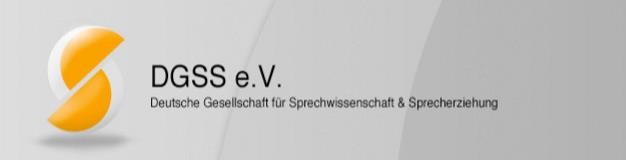 DGSS e.V.
Deutsche Gesellschaft für Sprechwissenschaft & Sprecherziehung